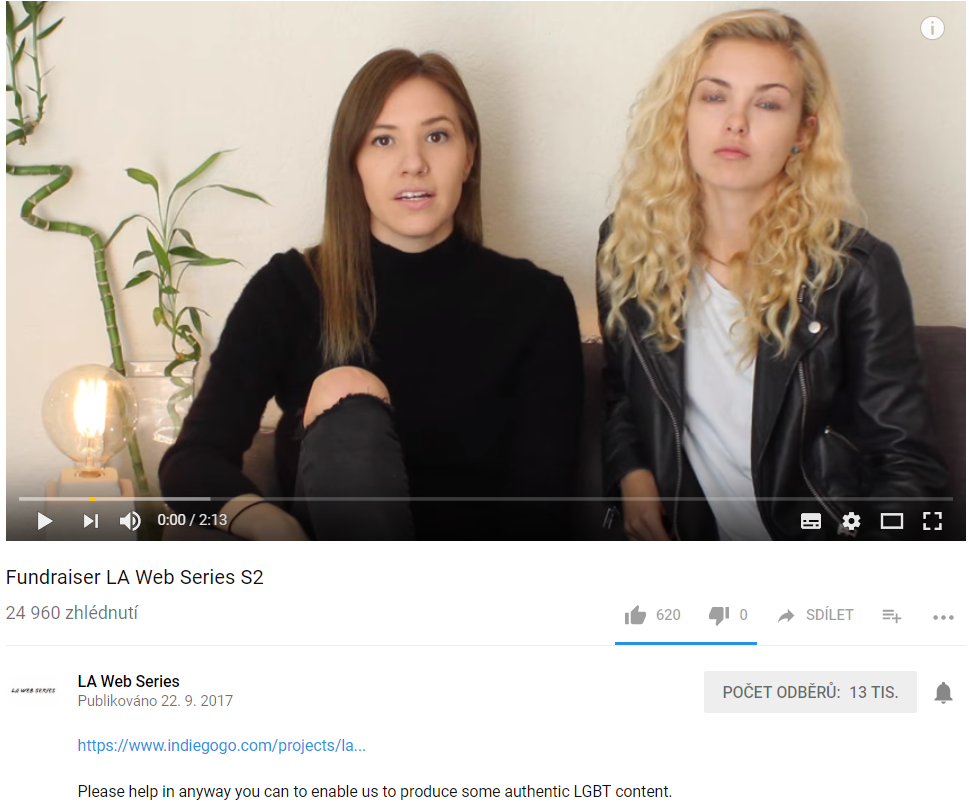 0:00 / 2:13
Fundraiser LA Web Series S2
24 960 zhlédnutí
620
0
SDÍLET
LA WEB SERIES
LA Web Series
Publikováno 22. 9. 2017
POČET ODBĚRŮ: 13 TIS.
https://www.indiegogo.com/projects/la...
Please help in anyway you can to enable us to produce some authentic LGBT content.